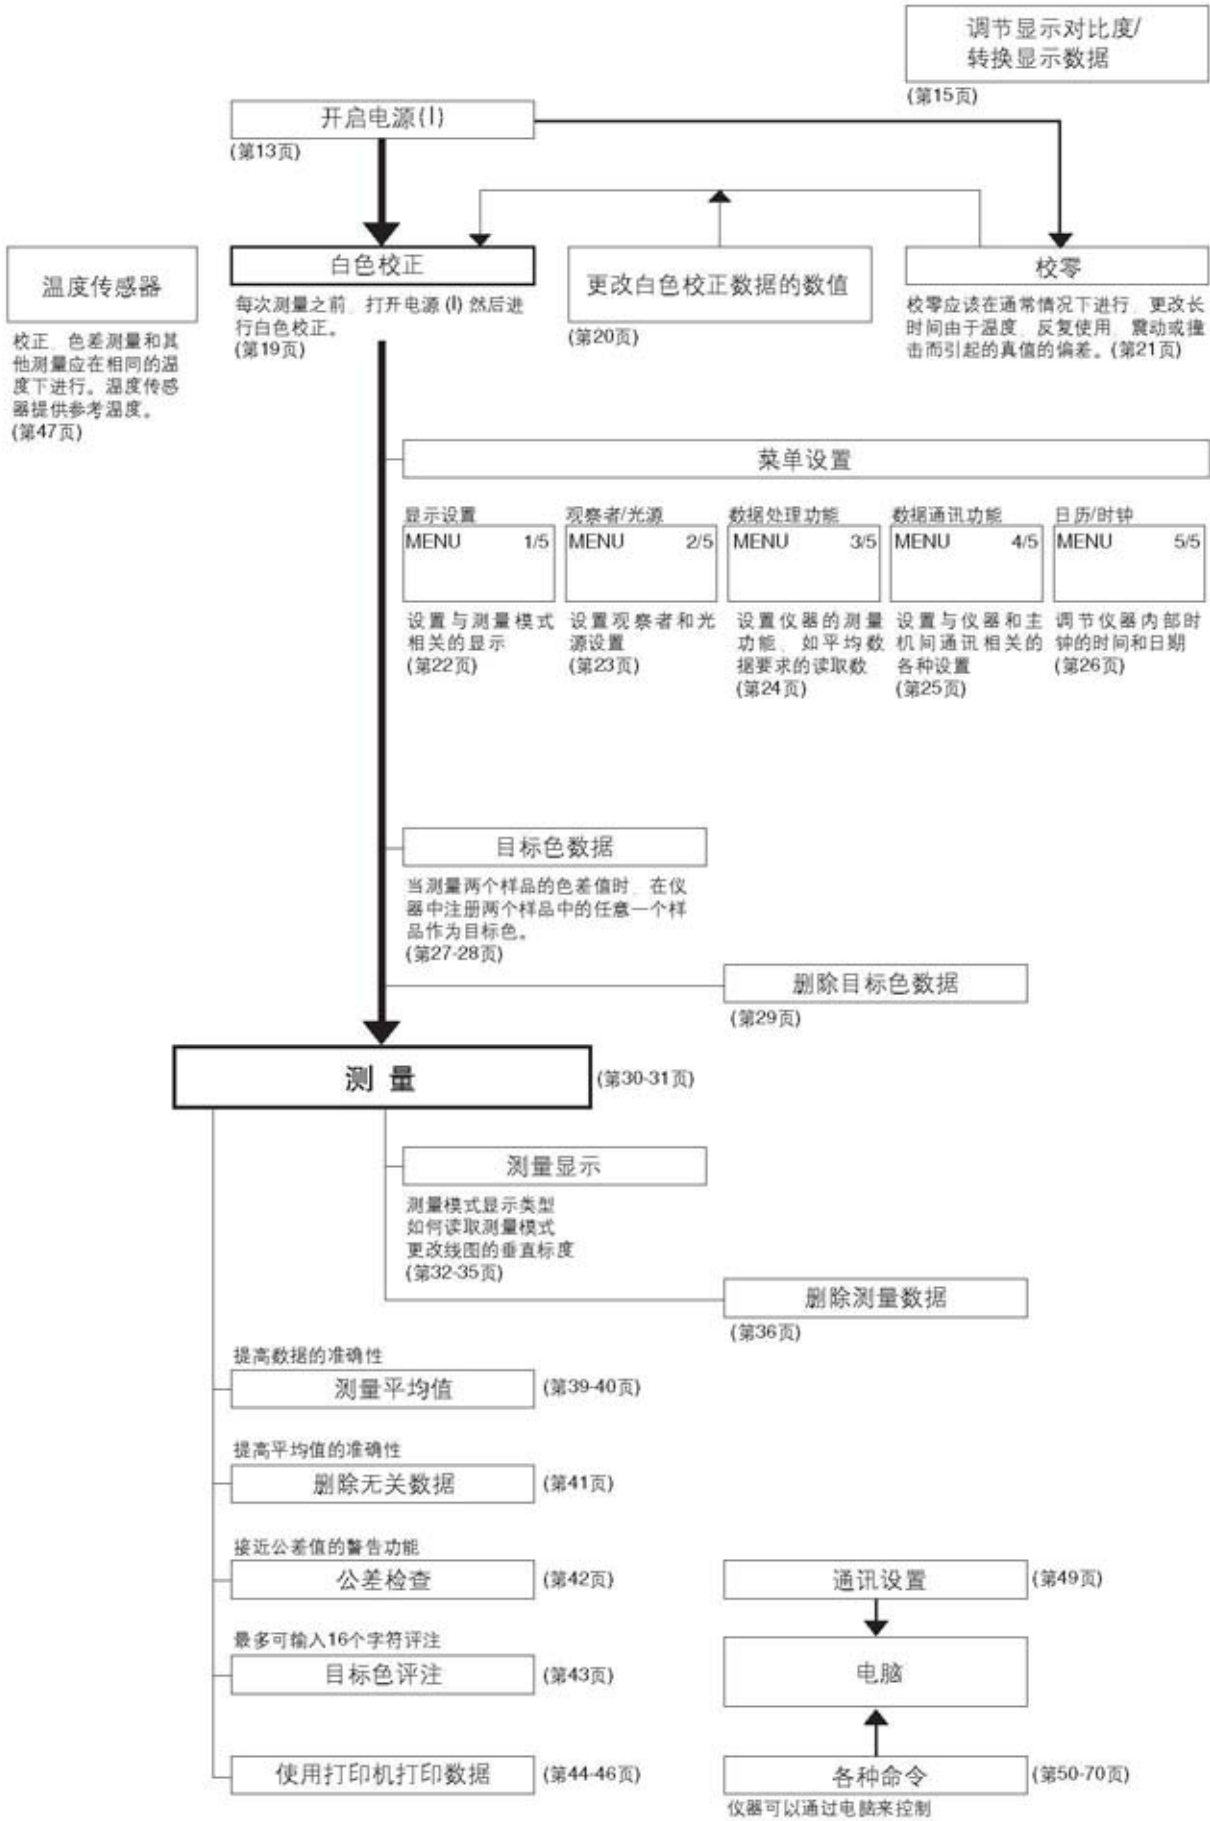 调节显示对比度/
转换显示数据
(第15页)
开启电源(I)
(第13页)
温度传感器
校正、色差测量和其
他测量应在相同的温
度下进行。温度传感
器提供参考温度。
(第47页)
白色校正
每次测量之前、打开电源 (I) 然后进
行白色校正。
(第19页)
更改白色校正数据的数值
(第20页)
校零
校零应该在通常情况下进行、更改长
时间由于温度、反复使用、震动或撞
击而引起的真值的偏差。(第21页)
菜单设置
显示设置
MENU 1/5
设置与测量模式
相关的显示
(第22页)
观察者/光源
MENU 2/5
设置观察者和光
源设置
(第23页)
数据处理功能
MENU 3/5
设置仪器的测量
功能、如平均数
据要求的读取数
(第24页)
数据通讯功能
MENU 4/5
设置与仪器和主
机间通讯相关的
各种设置
(第25页)
日历/时钟
MENU 5/5
调节仪器内部时
钟的时间和日期
(第26页)
目标色数据
当测量两个样品的色差值时、在仪
器中注册两个样品中的任意一个样
品作为目标色。
(第27-28页)
删除目标色数据
(第29页)
测 量
(第30-31页)
测量显示
测量模式显示类型
如何读取测量模式
更改线图的垂直标度
(第32-35页)
删除测量数据
(第36页)
提高数据的准确性
测量平均值
(第39-40页)
提高平均值的准确性
删除无关数据
(第41页)
接近公差值的警告功能
公差检查
(第42页)
最多可输入16个字符评注
目标色评注
(第43页)
使用打印机打印数据
(第44-46页)
通讯设置
(第49页)
电脑
各种命令
(第50-70页)
仪器可以通过电脑来控制